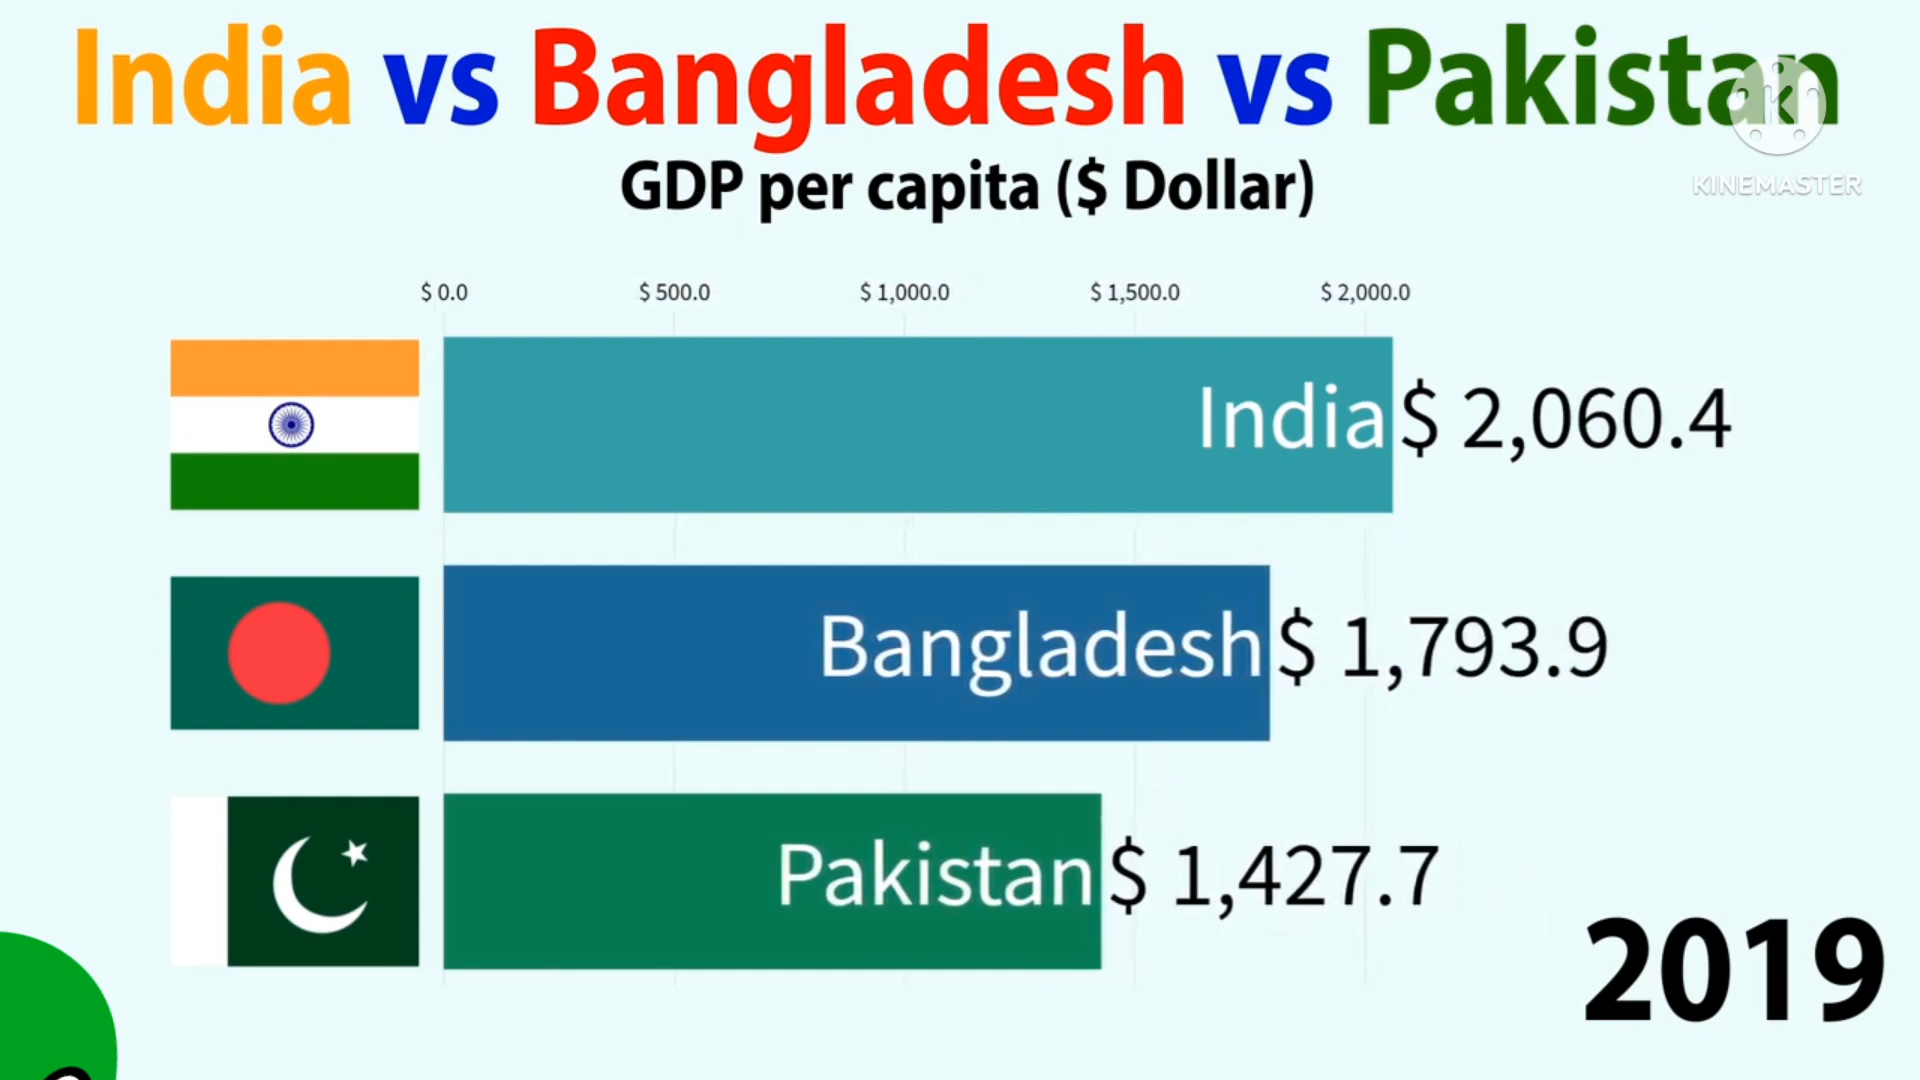 India vs Bangladesh vs Pakistan
GDP per capita ($ Dollar)
K
KINEMASTER
$ 0.0 $ 500.0 $ 1,000.0 $ 1,500.0 $ 2,000.0
India $ 2,060.4
Bangladesh $ 1,793.9
Pakistan $ 1,427.7
2019